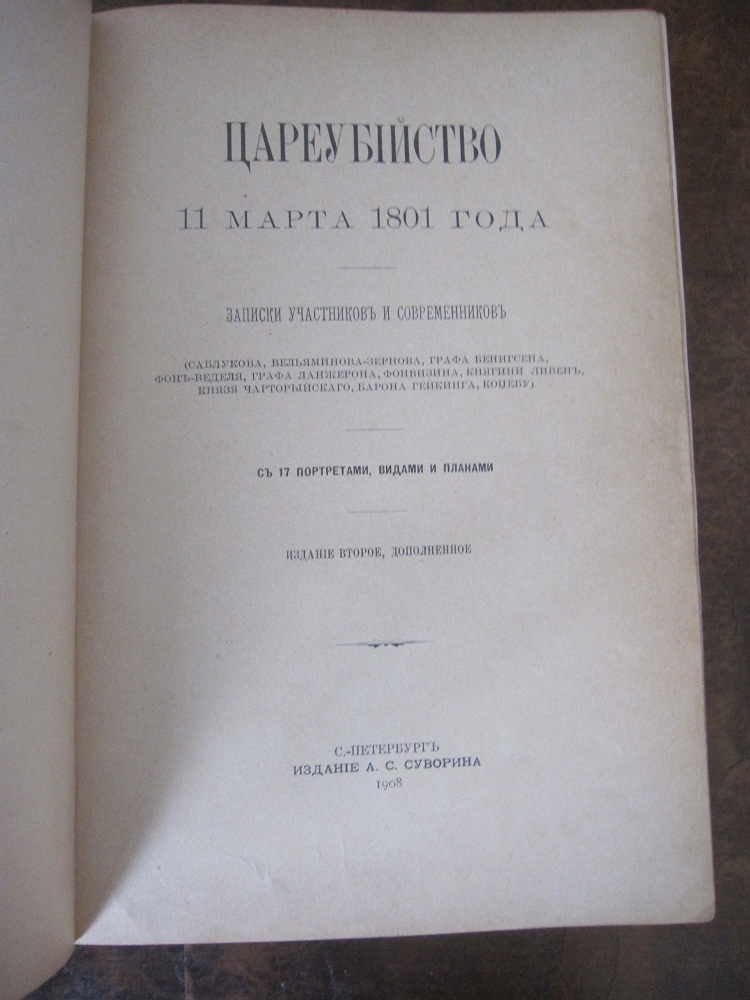 ЦАРЕУБІЙСТВО
11 МАРТА 1801 ГОДА
ЗАПИСКИ УЧАСТНИКОВЪ И СОВРЕМЕННИКОВЪ
(САБЛУКОВА, ВЕЛЬЯМИНОВА-ЗЕРНОВА, ГРАФА БЕНИГСЕНА,
ФОНЪ-ВЕДЕЛЯ, ГРАФА ЛАНЖЕРОНА, ФОНВИЗИНА, КНЯГИНИ ЛИВЕНЪ,
КНЯЗЯ ЧАРТОРЫЙСКАГО, БАРОНА ГЕЙКИНГА, КОЦЕБУ).
СЪ 17 ПОРТРЕТАМИ, ВИДАМИ И ПЛАНАМИ
ИЗДАНІЕ ВТОРОЕ, ДОПОЛНЕННОЕ
С.-ПЕТЕРБУРГЪ
ИЗДАНІЕ А. С. СУВОРИНА
1908